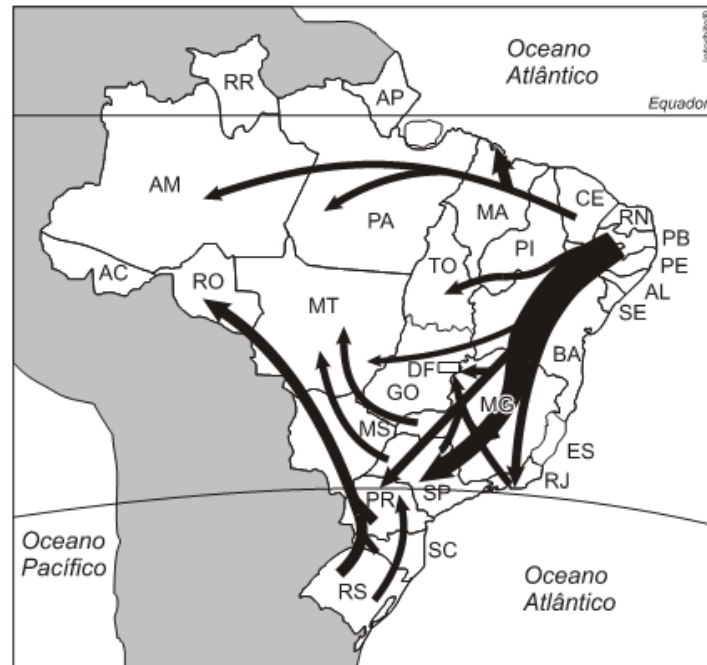 Oceano
Atlântico
RR
AP
Equador
AM
PA
MA
CE
RN
PB
PI
PE
TO
AL
SE
AC
RO
MT
BA
DF
GO
MG
MS
ES
RJ
SP
PR
SC
RS
Oceano
Pacífico
Oceano
Atlântico